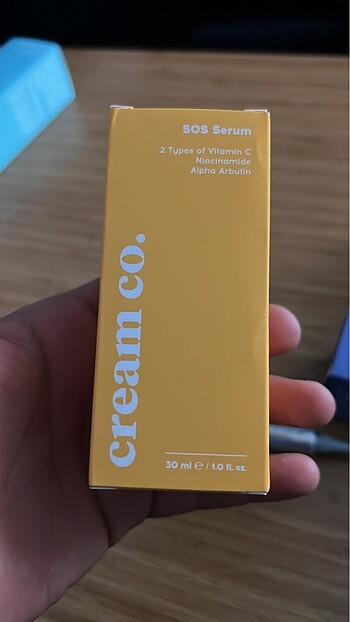 SOS Serum
2 Types of Vitamin C
Niacinamide
Alpha Arbutin
cream co.
30 ml ℮ / 1.0 fl. oz.